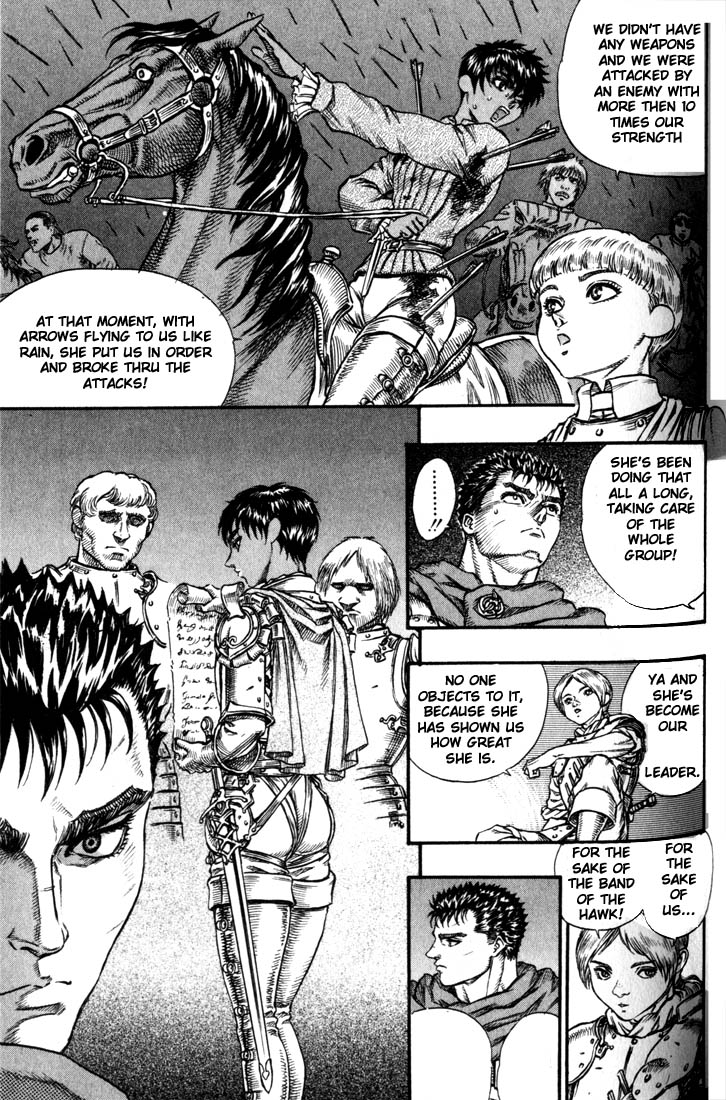 WE DIDN'T HAVE
ANY WEAPONS
AND WE WERE
ATTACKED BY
AN ENEMY WITH
MORE THEN 10
TIMES OUR
STRENGTH
AT THAT MOMENT, WITH
ARROWS FLYING TO US LIKE
RAIN, SHE PUT US IN ORDER
AND BROKE THRU THE
ATTACKS!
SHE'S BEEN
DOING THAT
ALL A LONG,
TAKING CARE
OF THE
WHOLE
GROUP!
......!!
YA AND
SHE'S
BECOME
OUR
LEADER.
NO ONE
OBJECTS TO IT,
BECAUSE SHE
HAS SHOWN US
HOW GREAT
SHE IS.
FOR
THE
SAKE
OF
US...
FOR THE
SAKE OF
THE BAND
OF THE
HAWK!